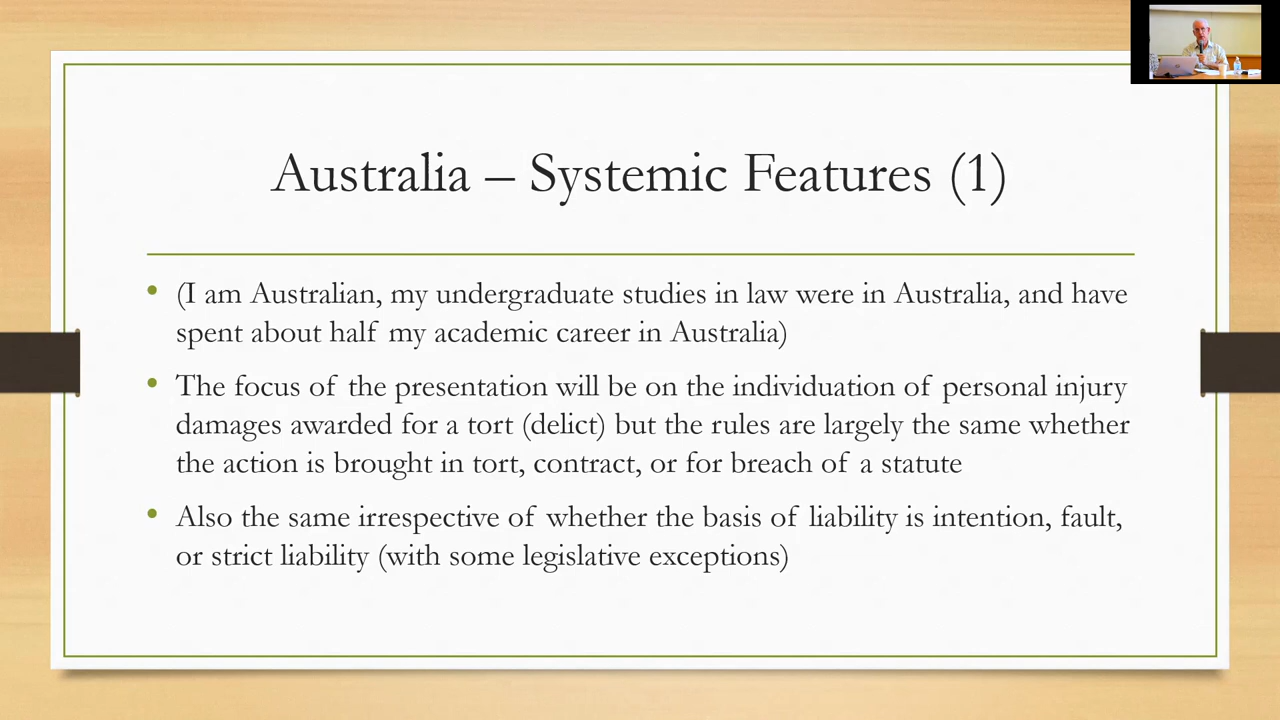 Australia – Systemic Features (1)
• (I am Australian, my undergraduate studies in law were in Australia, and have
spent about half my academic career in Australia)
• The focus of the presentation will be on the individuation of personal injury
damages awarded for a tort (delict) but the rules are largely the same whether
the action is brought in tort, contract, or for breach of a statute
• Also the same irrespective of whether the basis of liability is intention, fault,
or strict liability (with some legislative exceptions)